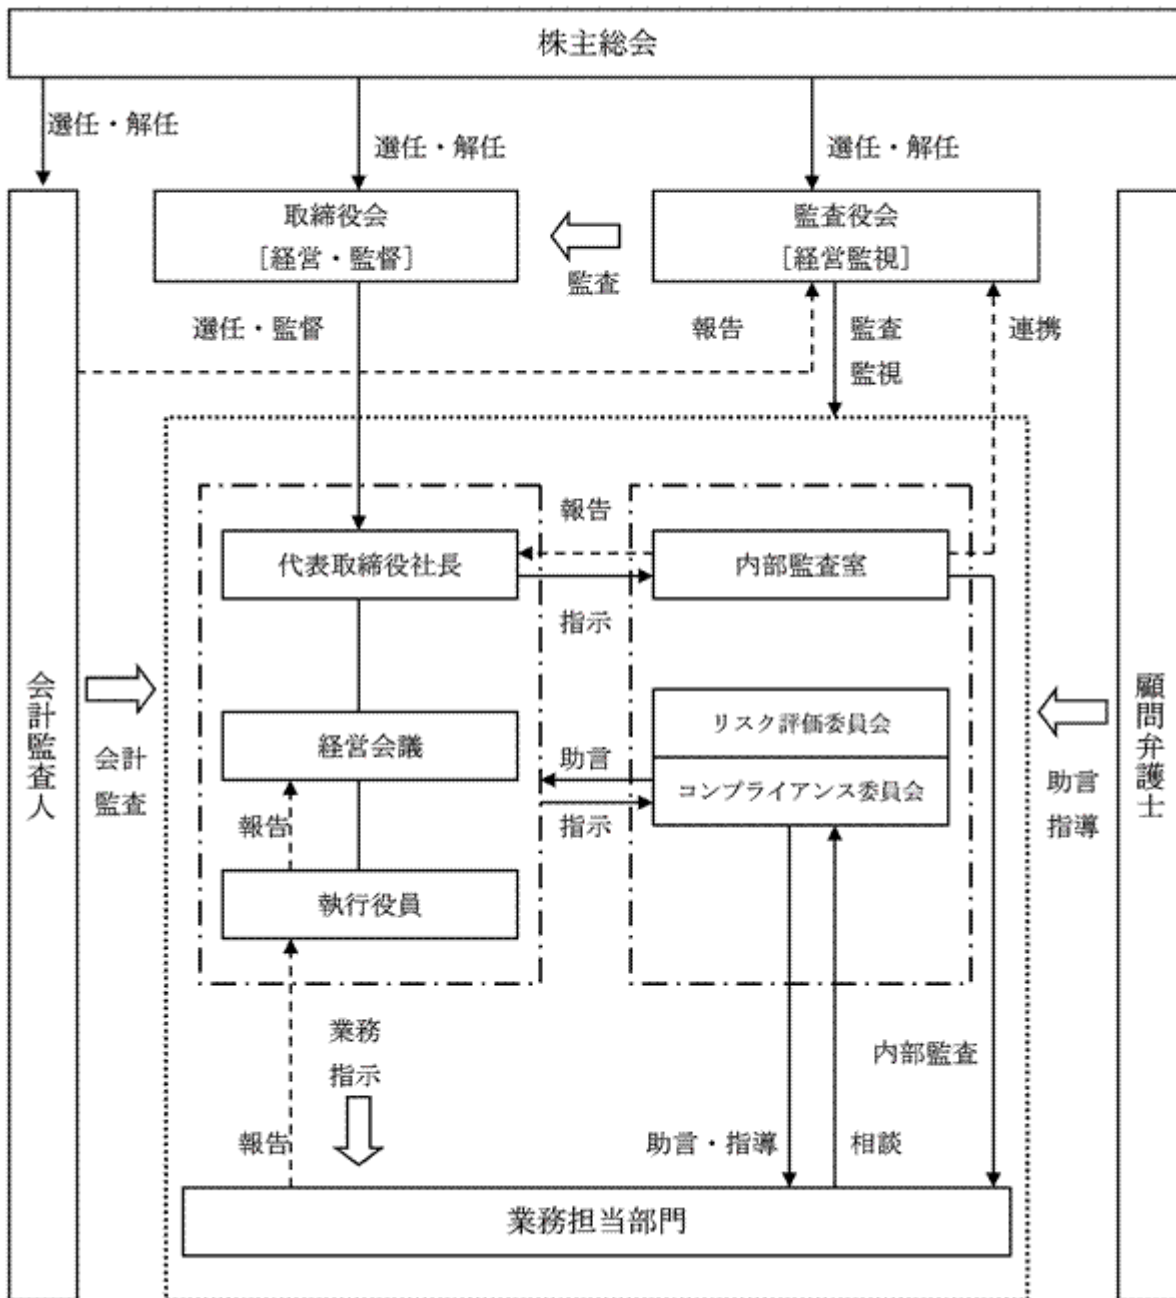 株主総会
選任・解任
選任・解任
選任・解任
取締役会
[経営・監督]
監査
監査役会
[経営監視]
選任・監督
報告
監査
監視
連携
会計監査人
会計
監査
顧問弁護士
助言
指導
代表取締役社長
報告
指示
内部監査室
経営会議
報告
執行役員
助言
指示
リスク評価委員会
コンプライアンス委員会
業務
指示
報告
助言・指導
相談
内部監査
業務担当部門